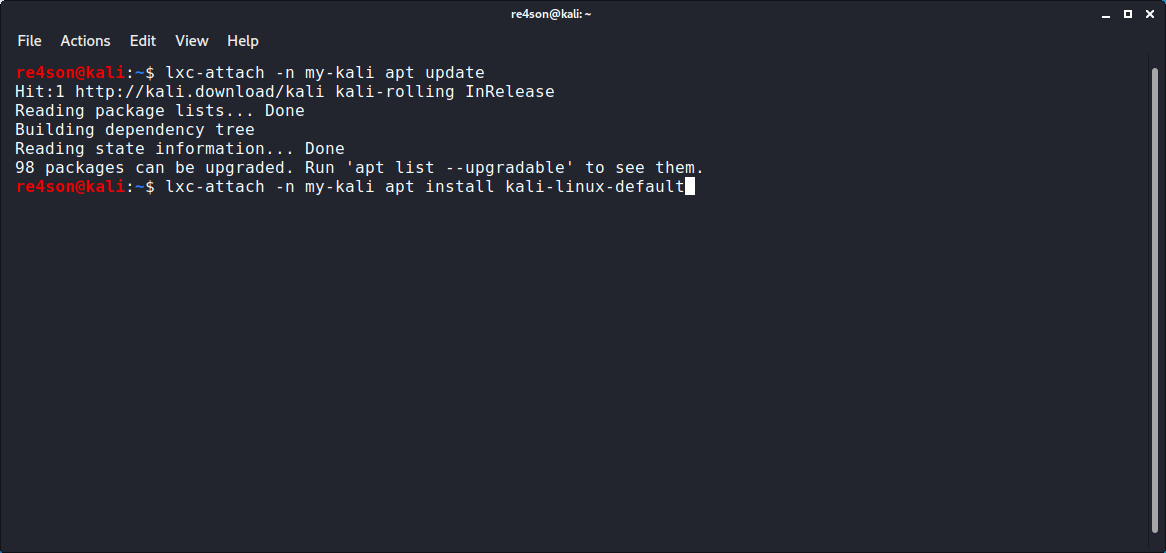 re4son@kali: ~
File Actions Edit View Help
re4son@kali:~$ lxc-attach -n my-kali apt update
Hit:1 http://kali.download/kali kali-rolling InRelease
Reading package lists... Done
Building dependency tree
Reading state information... Done
98 packages can be upgraded. Run 'apt list --upgradable' to see them.
re4son@kali:~$ lxc-attach -n my-kali apt install kali-linux-default